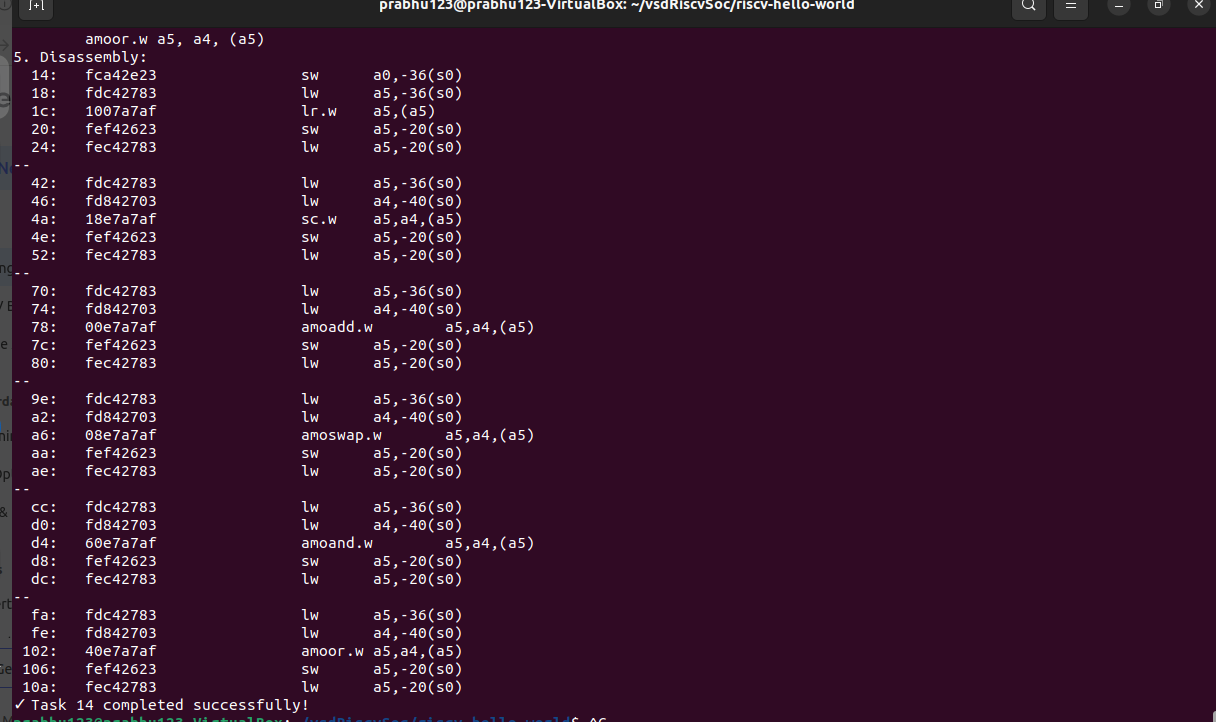 prabhu123@prabhu123-VirtualBox: ~/vsdRiscvSoc/riscv-hello-world
amoor.w a5, a4, (a5)
5. Disassembly:
14: fca42e23 sw a0,-36(s0)
18: fdc42783 lw a5,-36(s0)
1c: 1007a7af lr.w a5,(a5)
20: fef42623 sw a5,-20(s0)
24: fec42783 lw a5,-20(s0)
--
42: fdc42783 lw a5,-36(s0)
46: fd842703 lw a4,-40(s0)
4a: 18e7a7af sc.w a5,a4,(a5)
4e: fef42623 sw a5,-20(s0)
52: fec42783 lw a5,-20(s0)
--
70: fdc42783 lw a5,-36(s0)
74: fd842703 lw a4,-40(s0)
78: 00e7a7af amoadd.w a5,a4,(a5)
7c: fef42623 sw a5,-20(s0)
80: fec42783 lw a5,-20(s0)
--
9e: fdc42783 lw a5,-36(s0)
a2: fd842703 lw a4,-40(s0)
a6: 08e7a7af amoswap.w a5,a4,(a5)
aa: fef42623 sw a5,-20(s0)
ae: fec42783 lw a5,-20(s0)
--
cc: fdc42783 lw a5,-36(s0)
d0: fd842703 lw a4,-40(s0)
d4: 60e7a7af amoand.w a5,a4,(a5)
d8: fef42623 sw a5,-20(s0)
dc: fec42783 lw a5,-20(s0)
--
fa: fdc42783 lw a5,-36(s0)
fe: fd842703 lw a4,-40(s0)
102: 40e7a7af amoor.w a5,a4,(a5)
106: fef42623 sw a5,-20(s0)
10a: fec42783 lw a5,-20(s0)
✓ Task 14 completed successfully!
prabhu123@prabhu123-VirtualBox:~/vsdRiscvSoc/riscv-hello-world$ ^C